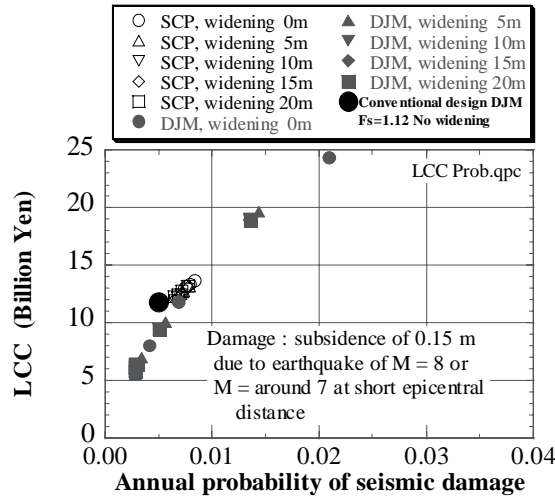 SCP, widening 0m
SCP, widening 5m
SCP, widening 10m
SCP, widening 15m
SCP, widening 20m
DJM, widening 0m
DJM, widening 5m
DJM, widening 10m
DJM, widening 15m
DJM, widening 20m
Conventional design DJM
Fs=1.12 No widening
LCC (Billion Yen)
25
20
15
10
5
0
LCC Prob.qpc
Damage : subsidence of 0.15 m
due to earthquake of M = 8 or
M = around 7 at short epicentral
distance
0.00 0.01 0.02 0.03 0.04
Annual probability of seismic damage